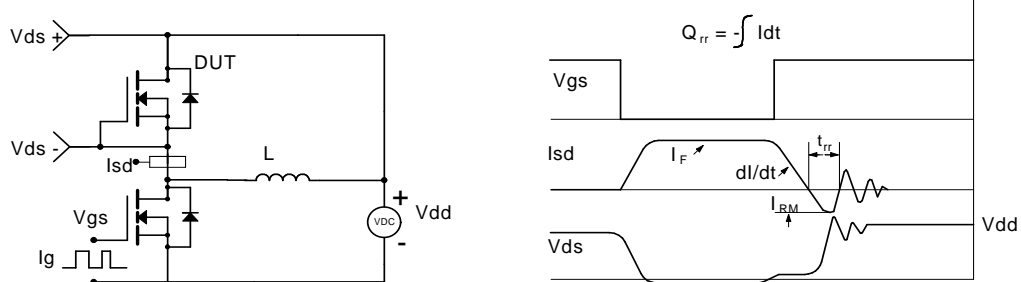 Vds +
DUT
Vds -
Isd
L
Vgs
Ig
VDC
+
-
Vdd
Q rr = -∫ Idt
Vgs
Isd
I F
dI/dt
t rr
I RM
Vds
Vdd